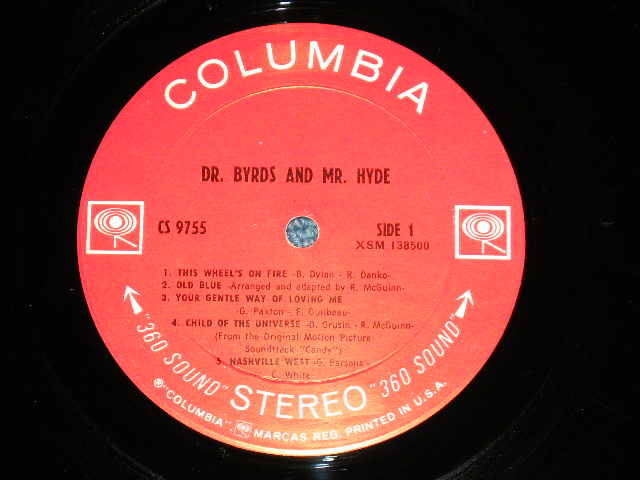 COLUMBIA
DR. BYRDS AND MR. HYDE
CS 9755
SIDE 1
XSM 138500
1. THIS WHEEL'S ON FIRE -B. Dylan - R. Danko-
2. OLD BLUE -Arranged and adapted by R. McGuinn-
3. YOUR GENTLE WAY OF LOVING ME
-G. Paxton - F. Guilbeau-
4. CHILD OF THE UNIVERSE -D. Grusin - R. McGuinn-
(From the Original Motion Picture
Soundtrack "Candy")
5. NASHVILLE WEST -G. Parsons -
C. White-
"360 SOUND" STEREO "360 SOUND"
® "COLUMBIA", MARCAS REG. PRINTED IN U.S.A.